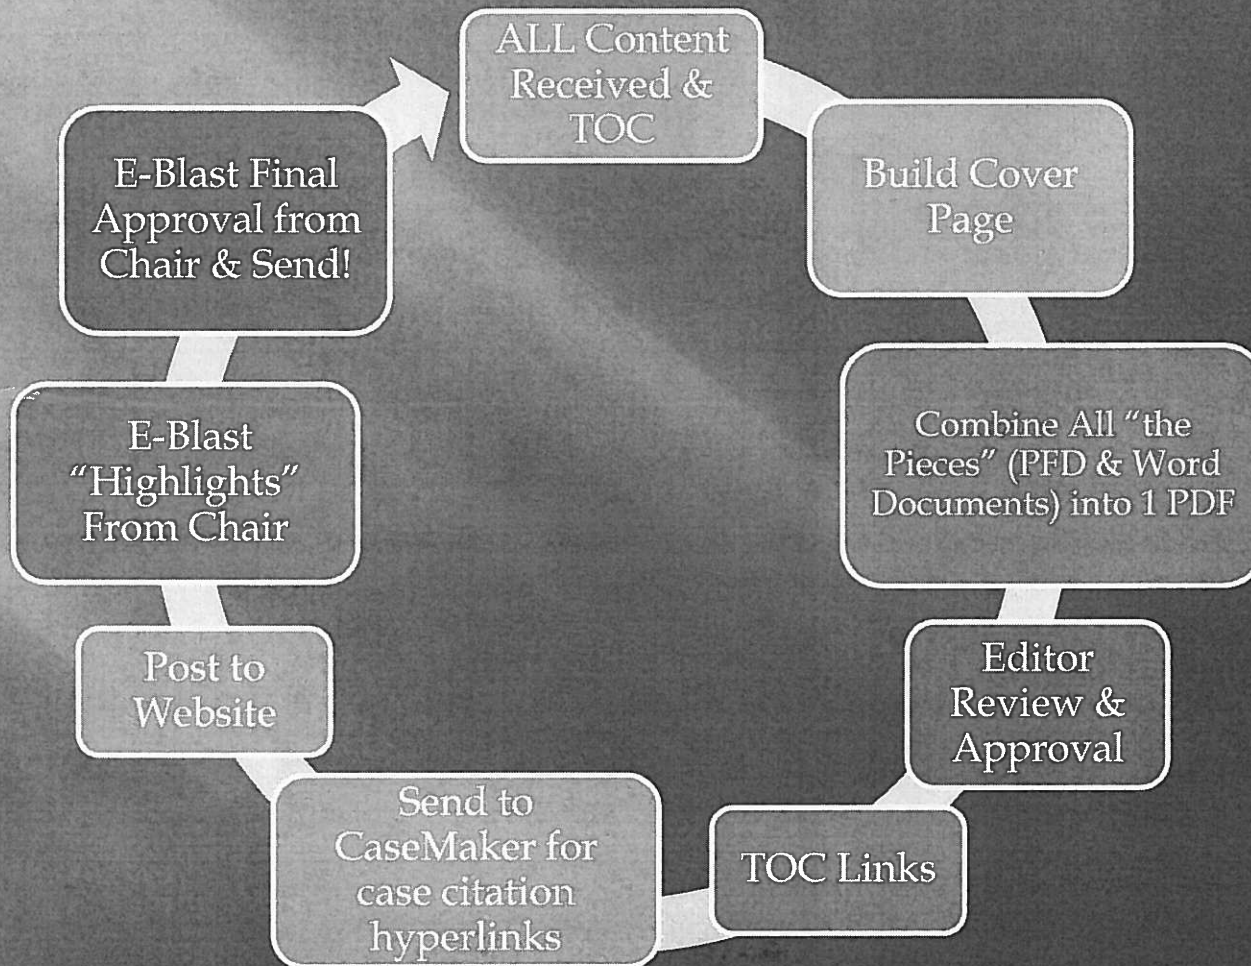 ALL Content
Received &
TOC
Build Cover
Page
Combine All "the
Pieces" (PFD & Word
Documents) into 1 PDF
Editor
Review &
Approval
TOC Links
Send to
CaseMaker for
case citation
hyperlinks
Post to
Website
E-Blast
"Highlights"
From Chair
E-Blast Final
Approval from
Chair & Send!